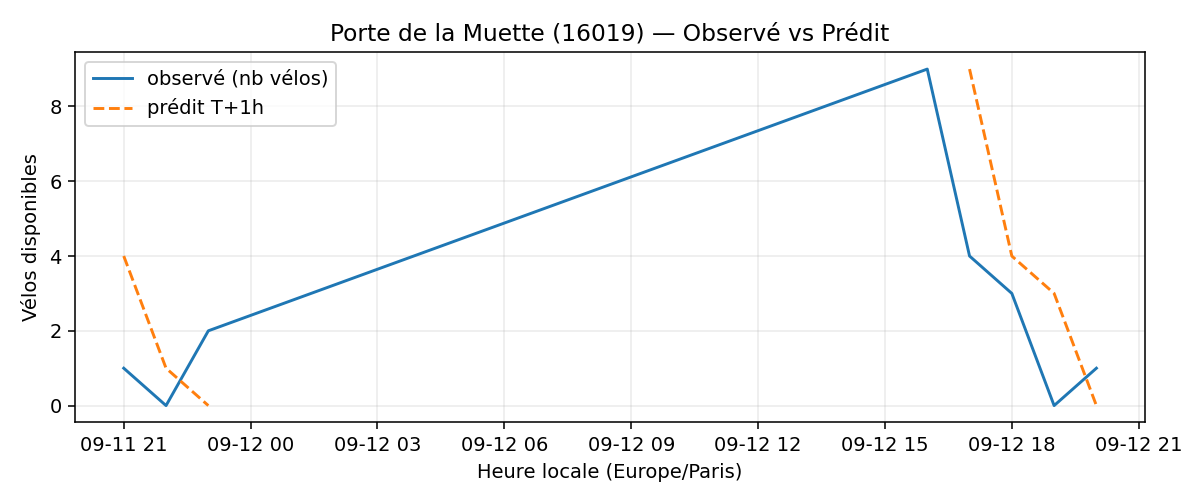 Porte de la Muette (16019) — Observé vs Prédit
observé (nb vélos)
prédit T+1h
Vélos disponibles
8
6
4
2
0
09-11 21 09-12 00 09-12 03 09-12 06 09-12 09 09-12 12 09-12 15 09-12 18 09-12 21
Heure locale (Europe/Paris)